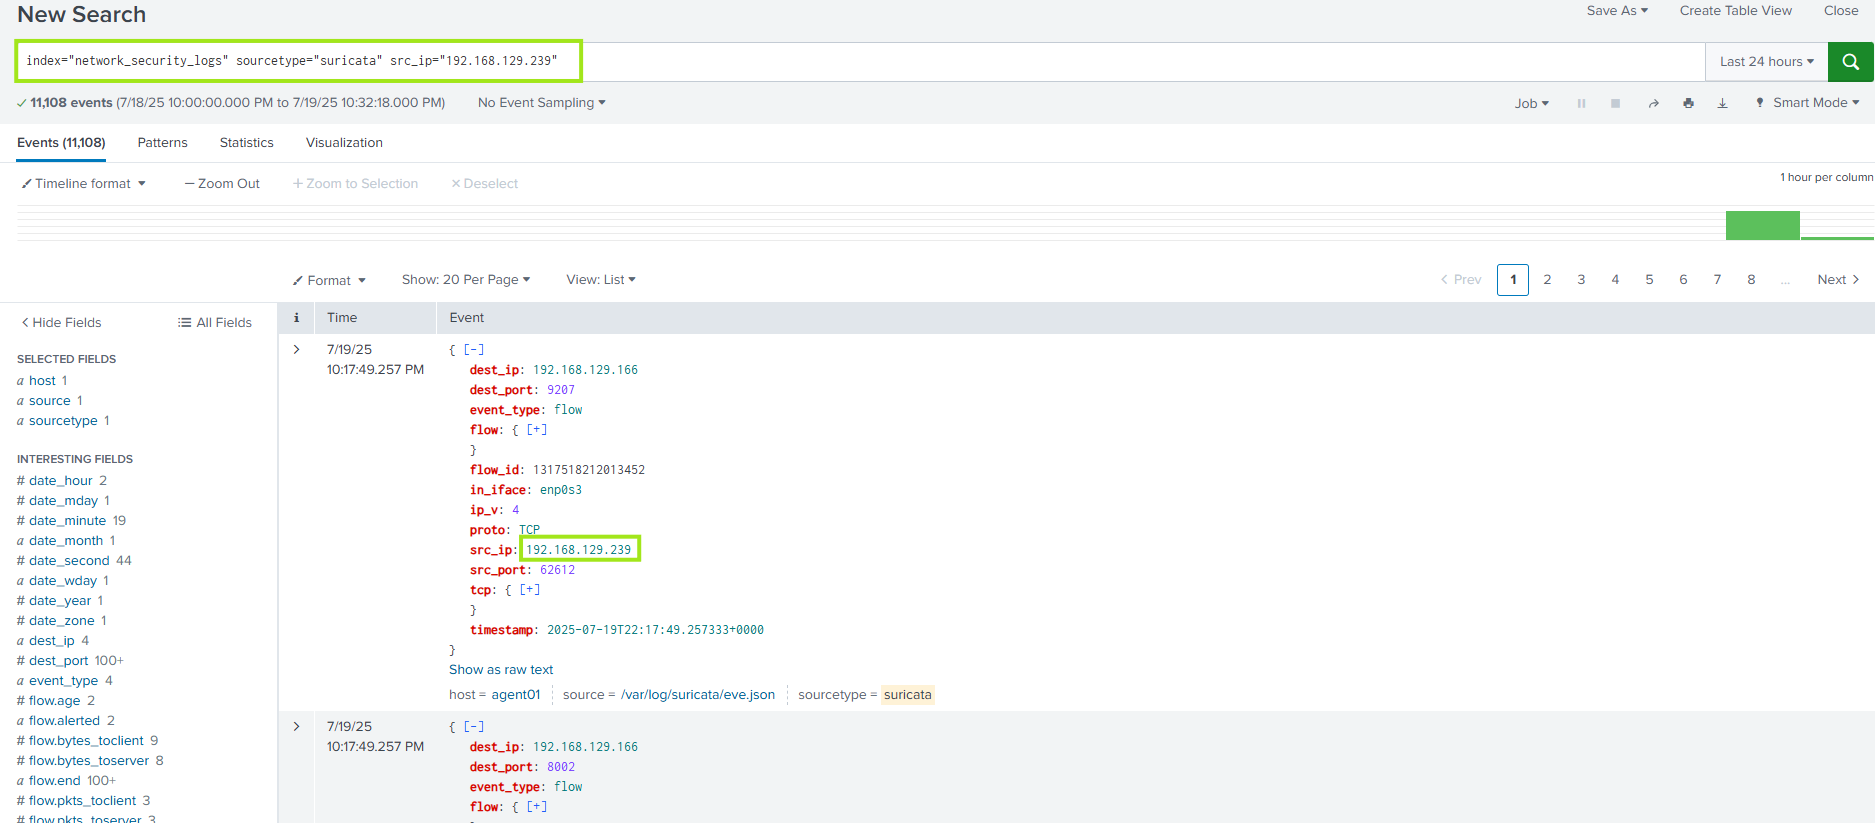 New Search
Save As Create Table View Close
index="network_security_logs" sourcetype="suricata" src_ip="192.168.129.239"
Last 24 hours
11,108 events (7/18/25 10:00:00.000 PM to 7/19/25 10:32:18.000 PM) No Event Sampling
Job Smart Mode
Events (11,108) Patterns Statistics Visualization
Timeline format Zoom Out Zoom to Selection Deselect
1 hour per column
Format Show: 20 Per Page View: List
Prev 1 2 3 4 5 6 7 8 ... Next
Hide Fields All Fields
i Time Event
SELECTED FIELDS
a host 1
a source 1
a sourcetype 1
INTERESTING FIELDS
# date_hour 2
# date_mday 1
# date_minute 19
a date_month 1
# date_second 44
a date_wday 1
# date_year 1
# date_zone 1
a dest_ip 4
# dest_port 100+
a event_type 4
# flow.age 2
a flow.alerted 2
# flow.bytes_toclient 9
# flow.bytes_toserver 8
a flow.end 100+
# flow.pkts_toclient 3
# flow.pkts_toserver 3
7/19/25
10:17:49.257 PM
{ [-]
dest_ip: 192.168.129.166
dest_port: 9207
event_type: flow
flow: { [+]
}
flow_id: 1317518212013452
in_iface: enp0s3
ip_v: 4
proto: TCP
src_ip: 192.168.129.239
src_port: 62612
tcp: { [+]
}
timestamp: 2025-07-19T22:17:49.257333+0000
}
Show as raw text
host = agent01 source = /var/log/suricata/eve.json sourcetype = suricata
7/19/25
10:17:49.257 PM
{ [-]
dest_ip: 192.168.129.166
dest_port: 8002
event_type: flow
flow: { [+]